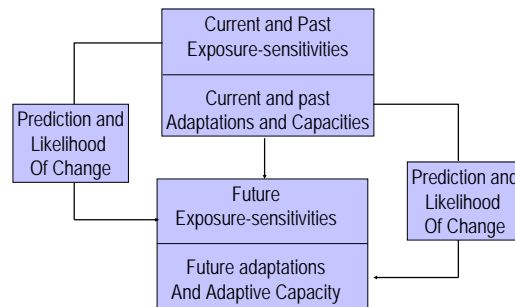 Current and Past
Exposure-sensitivities
Current and past
Adaptations and Capacities
Prediction and
Likelihood
Of Change
Prediction and
Likelihood
Of Change
Future
Exposure-sensitivities
Future adaptations
And Adaptive Capacity